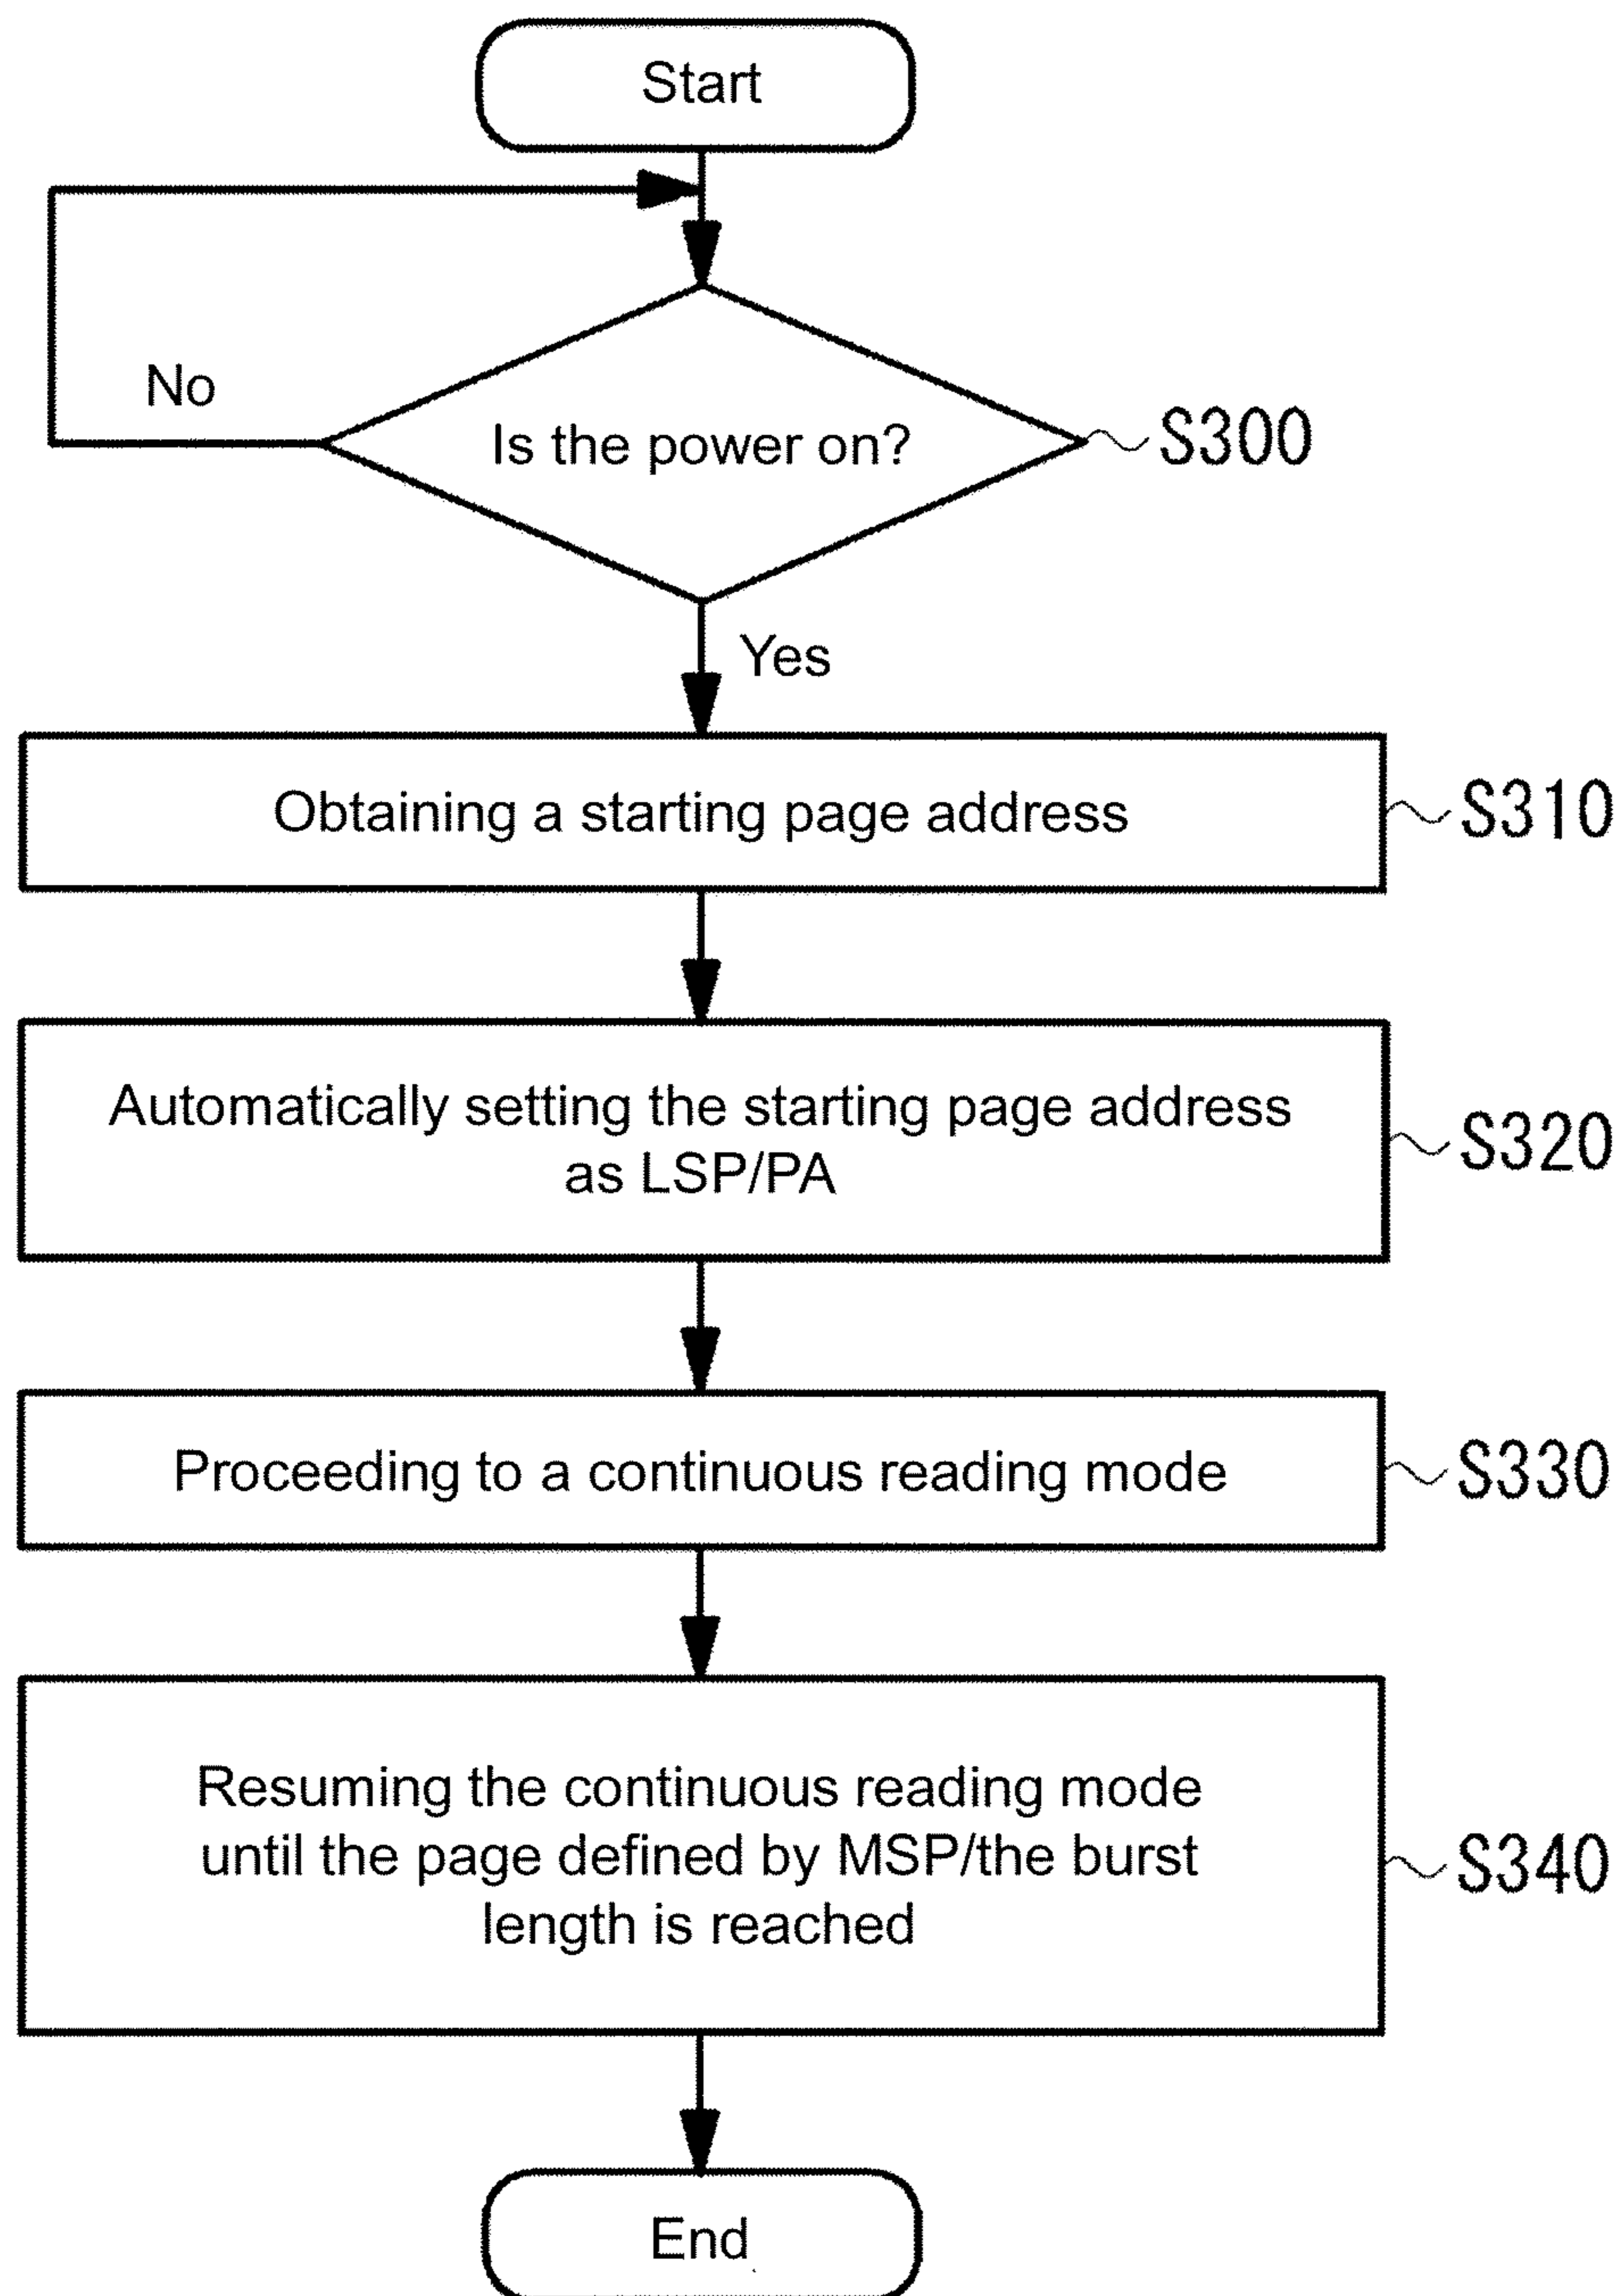 Start
No
Is the power on?
S300
Yes
Obtaining a starting page address
S310
Automatically setting the starting page address
as LSP/PA
S320
Proceeding to a continuous reading mode
S330
Resuming the continuous reading mode
until the page defined by MSP/the burst
length is reached
S340
End